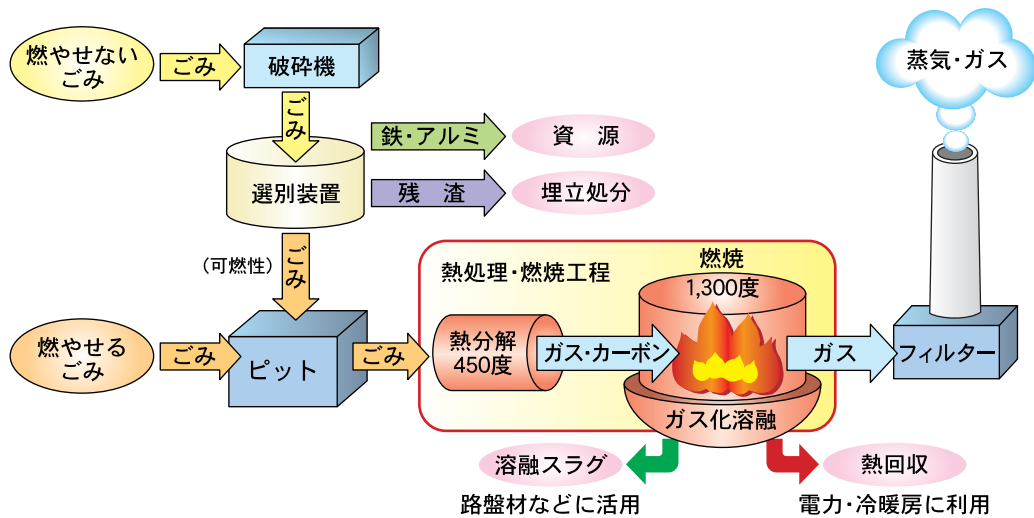 燃やせない
ごみ
ごみ
破砕機
蒸気・ガス
ごみ
鉄・アルミ
資　源
選別装置
残　渣
埋立処分
(可燃性)
ごみ
熱処理・燃焼工程
燃焼
1,300度
燃やせる
ごみ
ごみ
ピット
ごみ
熱分解
450度
ガス・カーボン
ガス
フィルター
ガス化溶融
溶融スラグ
熱回収
路盤材などに活用
電力・冷暖房に利用